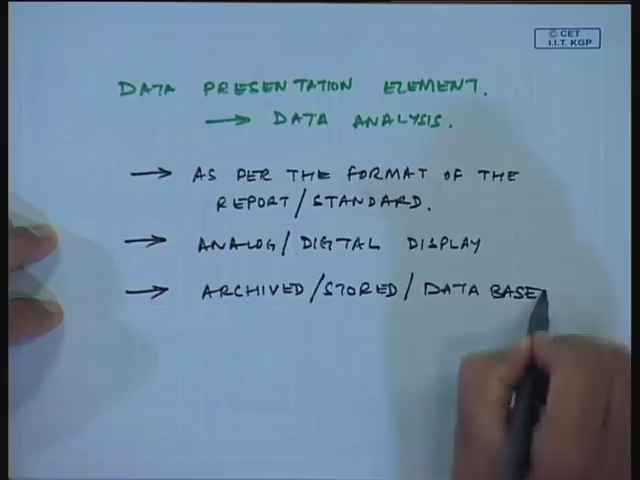 © CET
I.I.T. KGP
DATA PRESENTATION ELEMENT.
→ DATA ANALYSIS.
→ AS PER THE FORMAT OF THE
REPORT/STANDARD.
→ ANALOG/DIGITAL DISPLAY
→ ARCHIVED/STORED/DATA BASE